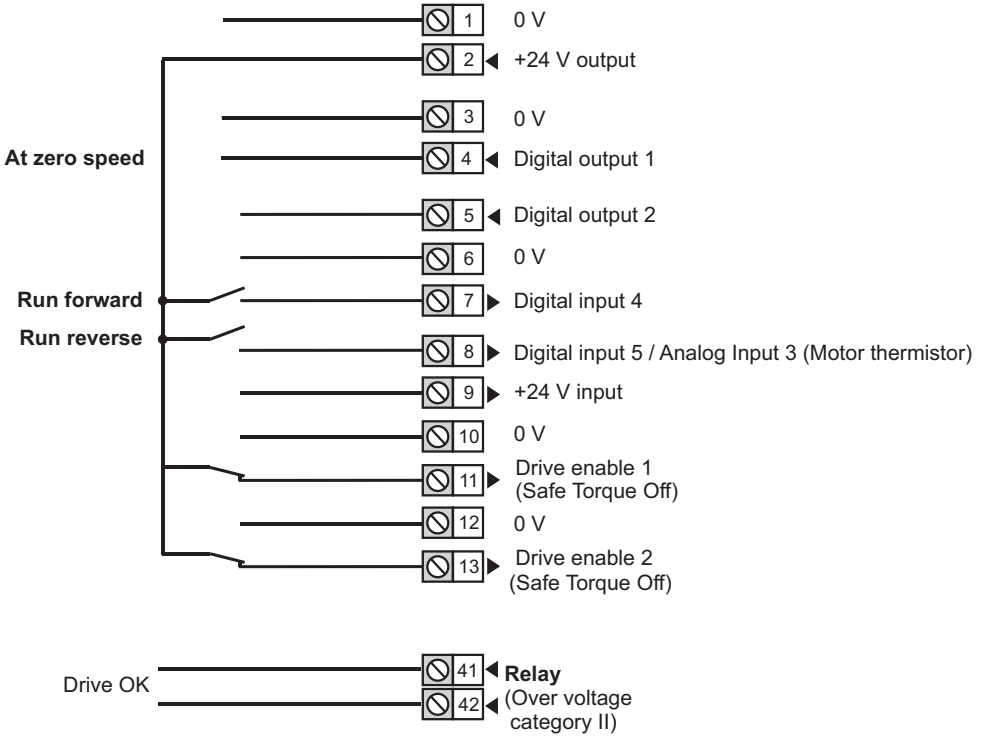 1 0 V
2 +24 V output
3 0 V
At zero speed 4 Digital output 1
5 Digital output 2
6 0 V
Run forward 7 Digital input 4
Run reverse
8 Digital input 5 / Analog Input 3 (Motor thermistor)
9 +24 V input
10 0 V
11 Drive enable 1
(Safe Torque Off)
12 0 V
13 Drive enable 2
(Safe Torque Off)
Drive OK
41 Relay
42 (Over voltage
category II)